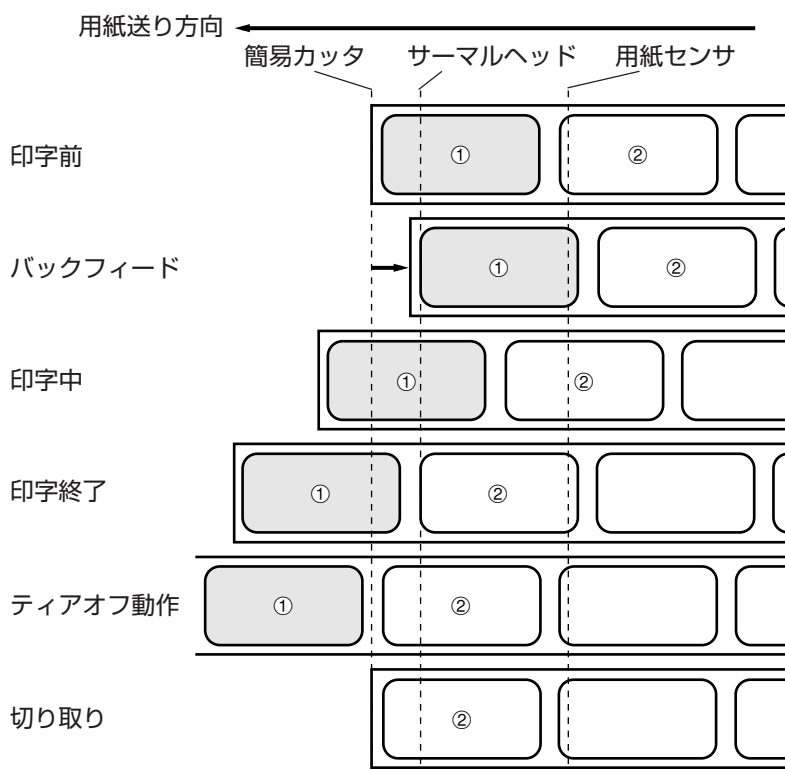 用紙送り方向
簡易カッタ サーマルヘッド 用紙センサ
印字前 ① ②
バックフィード ① ②
印字中 ① ②
印字終了 ① ②
ティアオフ動作 ① ②
切り取り ②